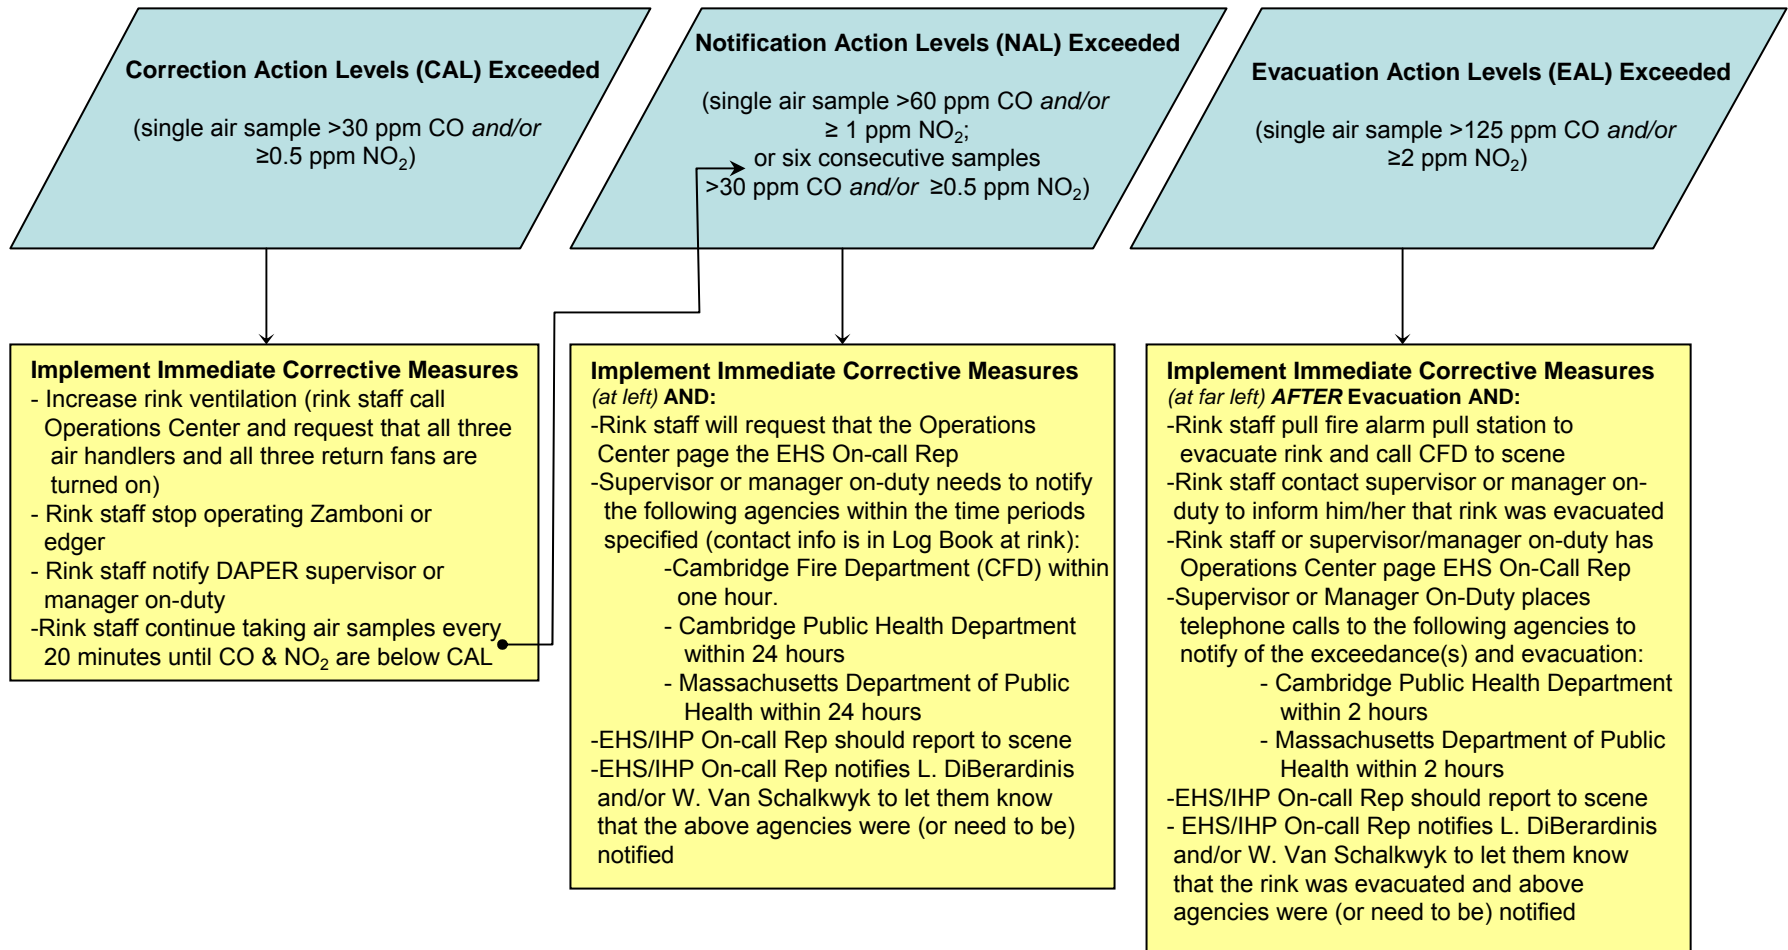 Correction Action Levels (CAL) Exceeded
(single air sample >30 ppm CO and/or
≥0.5 ppm NO₂)
Notification Action Levels (NAL) Exceeded
(single air sample >60 ppm CO and/or
≥ 1 ppm NO₂;
or six consecutive samples
>30 ppm CO and/or ≥0.5 ppm NO₂)
Evacuation Action Levels (EAL) Exceeded
(single air sample >125 ppm CO and/or
≥2 ppm NO₂)
Implement Immediate Corrective Measures
- Increase rink ventilation (rink staff call
Operations Center and request that all three
air handlers and all three return fans are
turned on)
- Rink staff stop operating Zamboni or
edger
- Rink staff notify DAPER supervisor or
manager on-duty
-Rink staff continue taking air samples every
20 minutes until CO & NO₂ are below CAL
Implement Immediate Corrective Measures
(at left) AND:
-Rink staff will request that the Operations
Center page the EHS On-call Rep
-Supervisor or manager on-duty needs to notify
the following agencies within the time periods
specified (contact info is in Log Book at rink):
-Cambridge Fire Department (CFD) within
one hour.
- Cambridge Public Health Department
within 24 hours
- Massachusetts Department of Public
Health within 24 hours
-EHS/IHP On-call Rep should report to scene
-EHS/IHP On-call Rep notifies L. DiBerardinis
and/or W. Van Schalkwyk to let them know
that the above agencies were (or need to be)
notified
Implement Immediate Corrective Measures
(at far left) AFTER Evacuation AND:
-Rink staff pull fire alarm pull station to
evacuate rink and call CFD to scene
-Rink staff contact supervisor or manager on-
duty to inform him/her that rink was evacuated
-Rink staff or supervisor/manager on-duty has
Operations Center page EHS On-Call Rep
-Supervisor or Manager On-Duty places
telephone calls to the following agencies to
notify of the exceedance(s) and evacuation:
- Cambridge Public Health Department
within 2 hours
- Massachusetts Department of Public
Health within 2 hours
-EHS/IHP On-call Rep should report to scene
- EHS/IHP On-call Rep notifies L. DiBerardinis
and/or W. Van Schalkwyk to let them know
that the rink was evacuated and above
agencies were (or need to be) notified